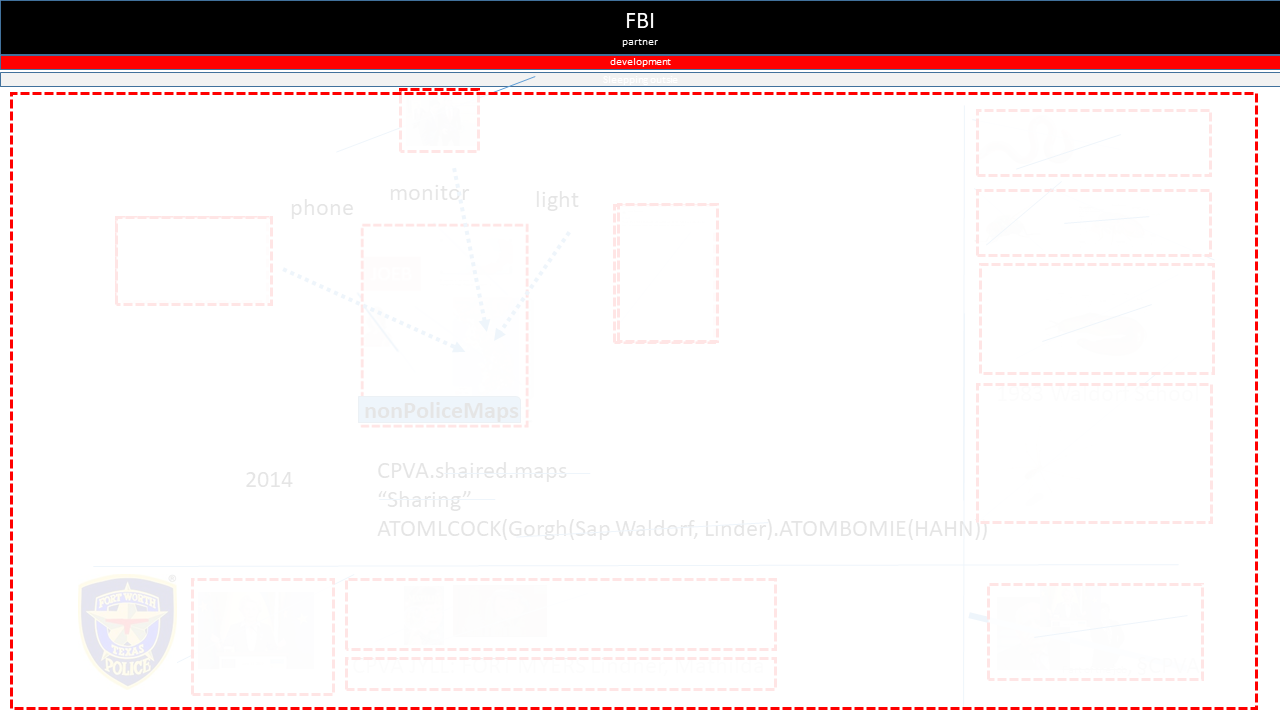 FBI
partner
development
monitor
phone
light
nonPoliceMaps
2014
CPVA.shaired.maps
“Sharing”
ATOMLCOCK(Gorgh(Sap Waldorf, Linder).ATOMBOMIE(HAHN))
FORT WORTH
TEXAS
POLICE